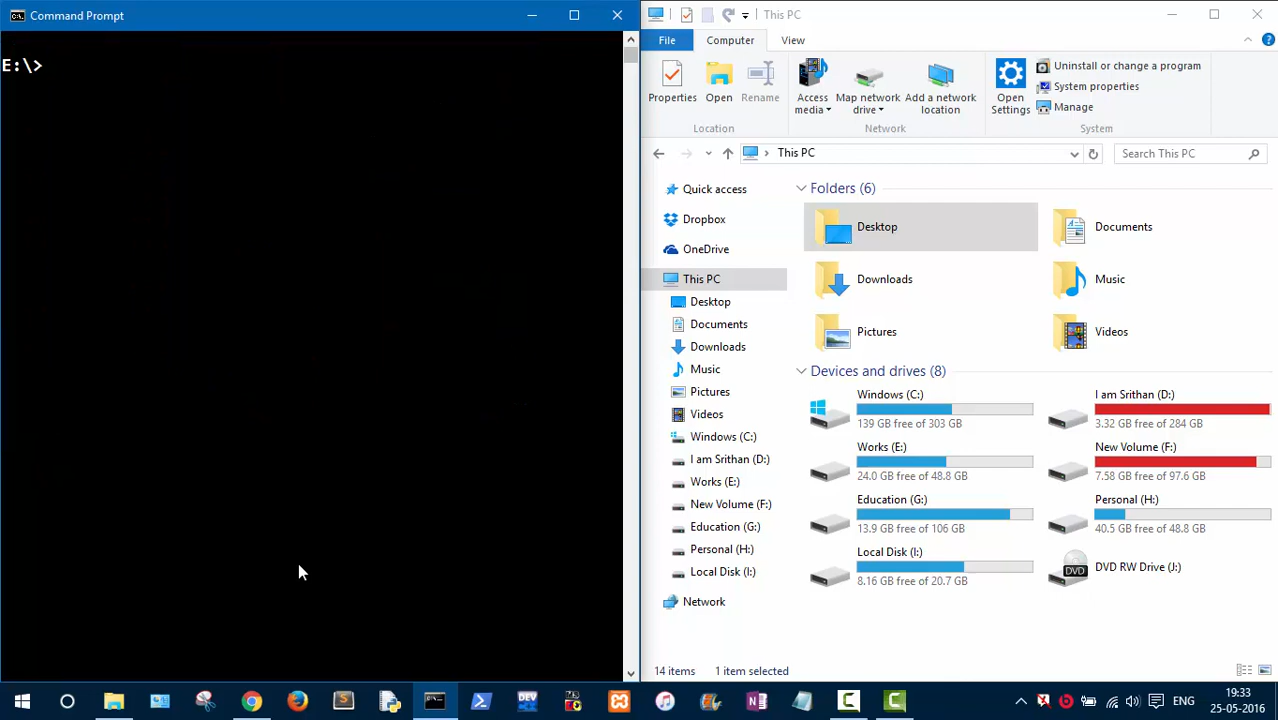 Command Prompt
E:\>
This PC
File
Computer
View
Properties
Open
Rename
Location
Access media
Map network drive
Add a network location
Network
Open Settings
Uninstall or change a program
System properties
Manage
System
This PC
Search This PC
Quick access
Dropbox
OneDrive
This PC
Desktop
Documents
Downloads
Music
Pictures
Videos
Windows (C:)
I am Srithan (D:)
Works (E:)
New Volume (F:)
Education (G:)
Personal (H:)
Local Disk (I:)
Network
Folders (6)
Desktop
Documents
Downloads
Music
Pictures
Videos
Devices and drives (8)
Windows (C:)
139 GB free of 303 GB
I am Srithan (D:)
3.32 GB free of 284 GB
Works (E:)
24.0 GB free of 48.8 GB
New Volume (F:)
7.58 GB free of 97.6 GB
Education (G:)
13.9 GB free of 106 GB
Personal (H:)
40.5 GB free of 48.8 GB
Local Disk (I:)
8.16 GB free of 20.7 GB
DVD
DVD RW Drive (J:)
14 items
1 item selected
DEV
ENG
19:33
25-05-2016